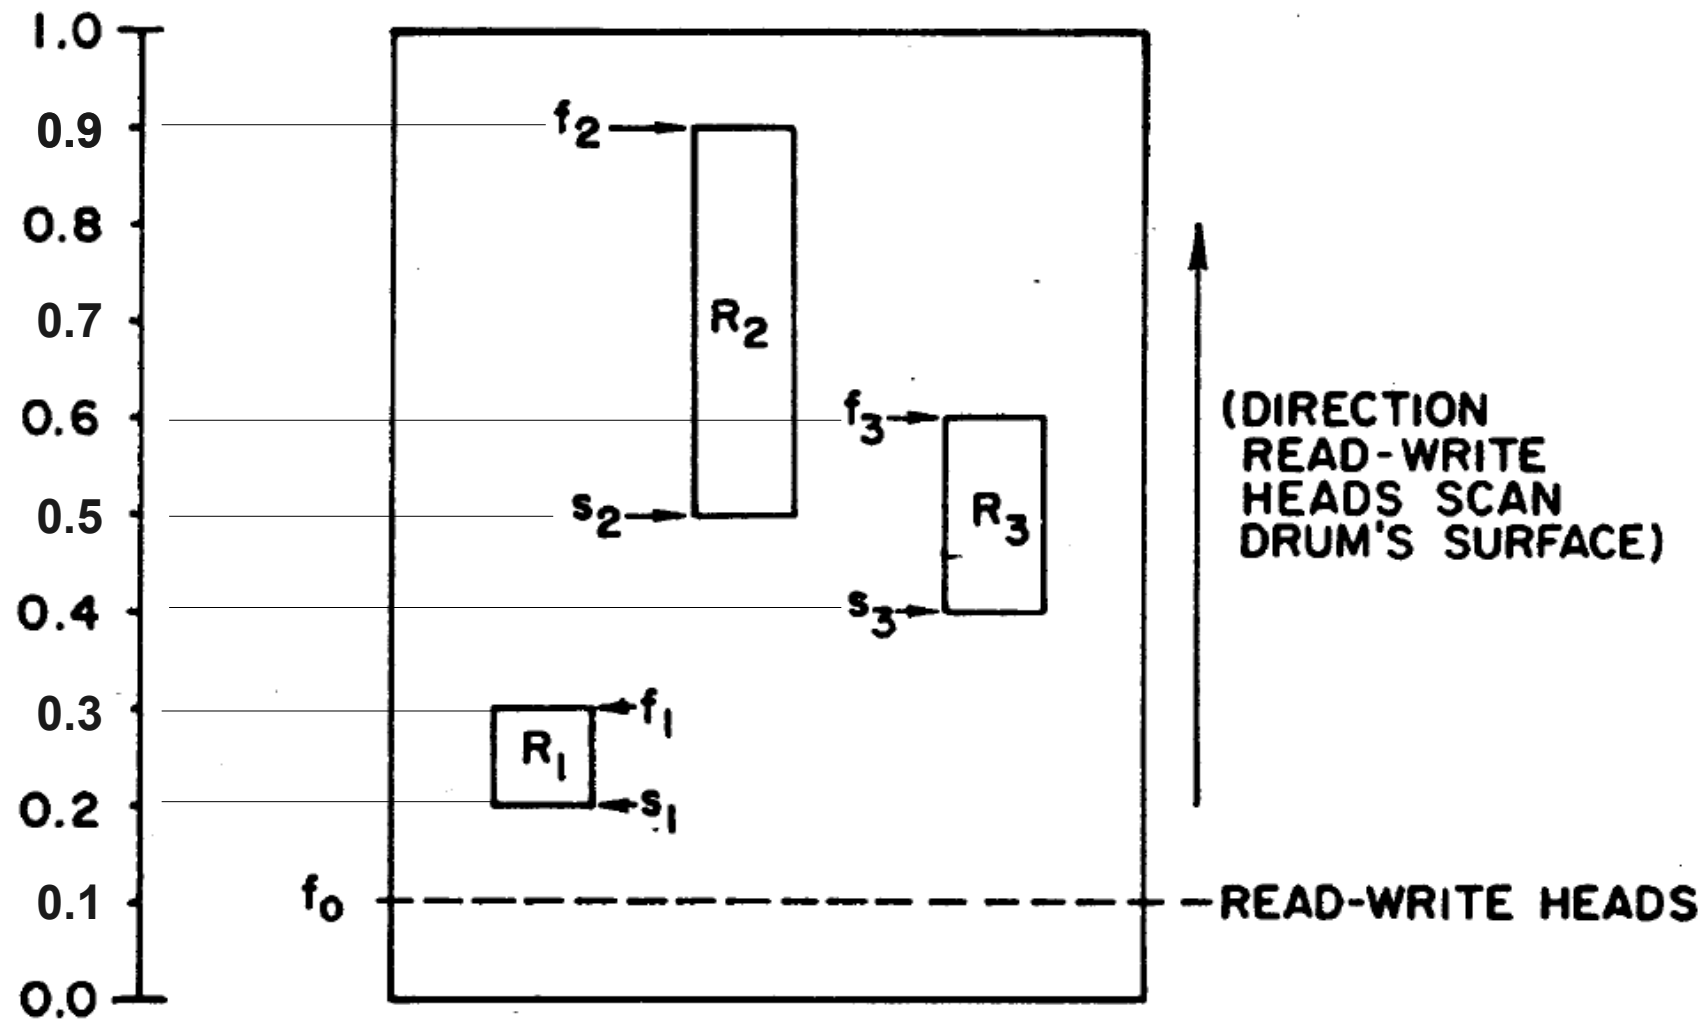 1.0
0.9
0.8
0.7
0.6
0.5
0.4
0.3
0.2
0.1
0.0
f2
R2
s2
f3
R3
s3
f1
R1
s1
f0
(DIRECTION
READ-WRITE
HEADS SCAN
DRUM'S SURFACE)
READ-WRITE HEADS